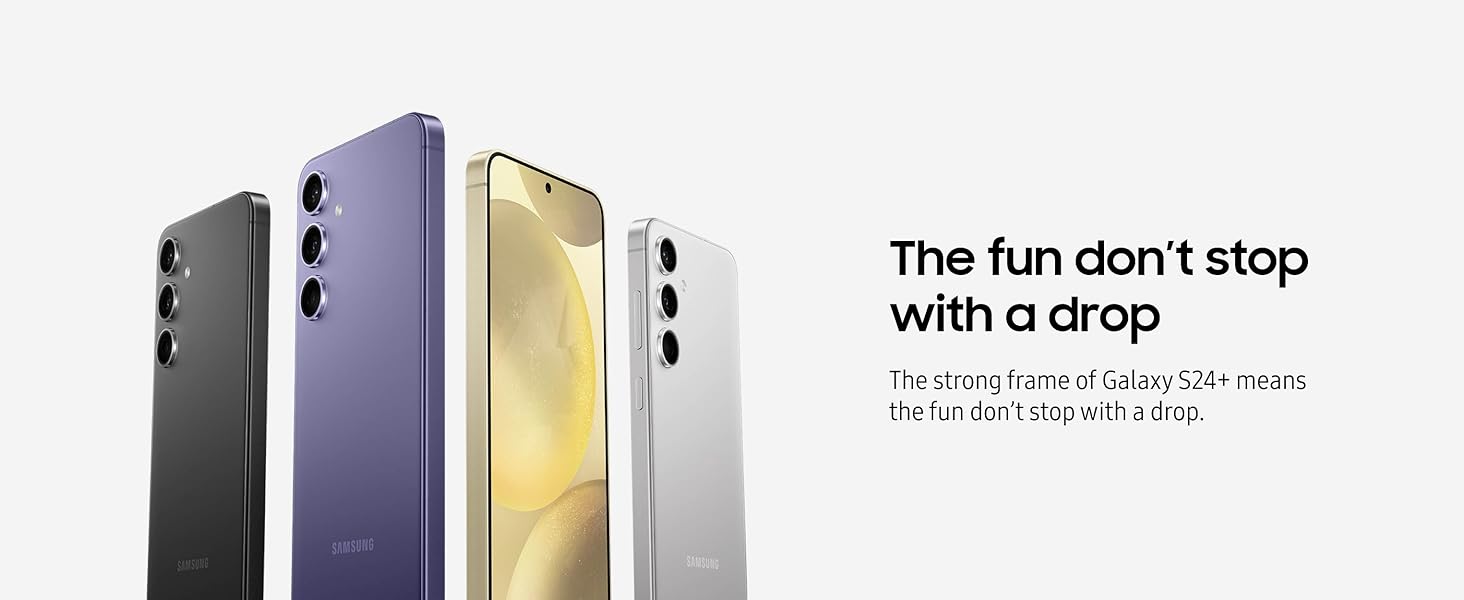 The fun don’t stop
with a drop
The strong frame of Galaxy S24+ means
the fun don’t stop with a drop.
SAMSUNG
SAMSUNG
SAMSUNG